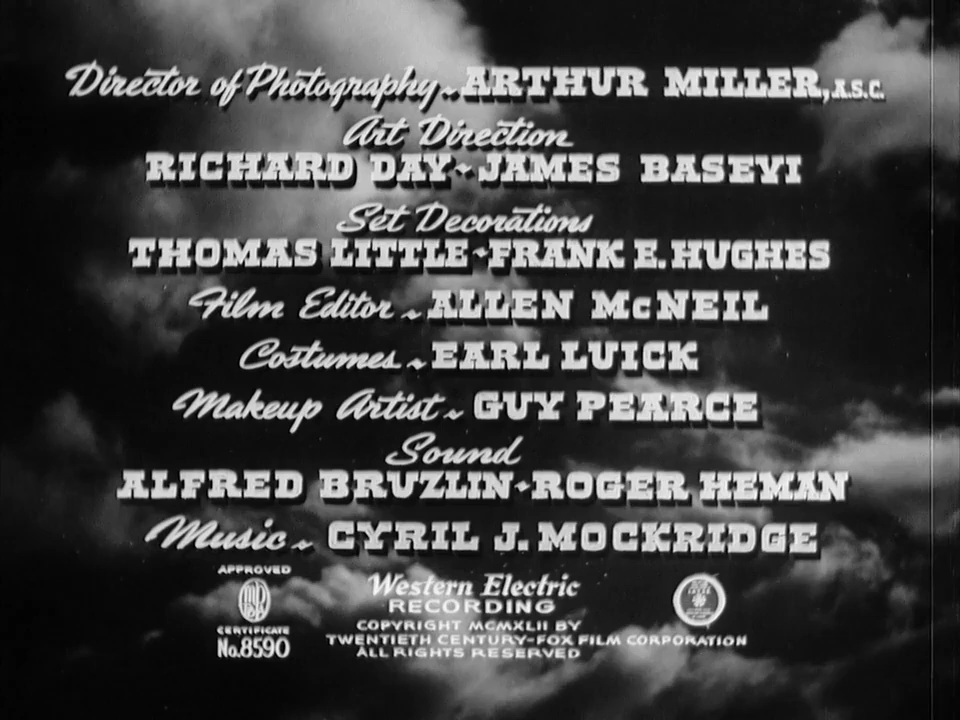 Director of Photography ~ ARTHUR MILLER, A.S.C.
Art Direction
RICHARD DAY ~ JAMES BASEVI
Set Decorations
THOMAS LITTLE ~ FRANK E. HUGHES
Film Editor ~ ALLEN McNEIL
Costumes ~ EARL LUICK
Makeup Artist ~ GUY PEARCE
Sound
ALFRED BRUZLIN ~ ROGER HEMAN
Music ~ CYRIL J. MOCKRIDGE
APPROVED
CERTIFICATE
No. 8590
Western Electric
RECORDING
COPYRIGHT MCMXLII BY
TWENTIETH CENTURY-FOX FILM CORPORATION
ALL RIGHTS RESERVED